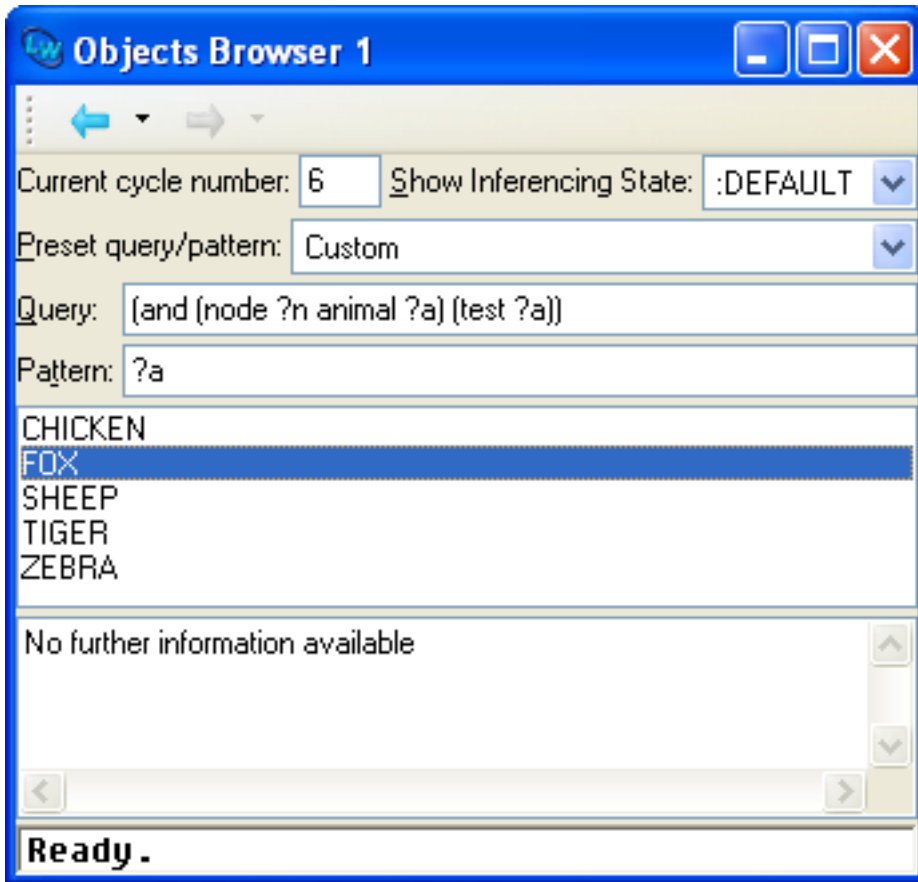 LW Objects Browser 1
Current cycle number: 6 Show Inferencing State: :DEFAULT
Preset query/pattern: Custom
Query: (and (node ?n animal ?a) (test ?a))
Pattern: ?a
CHICKEN
FOX
SHEEP
TIGER
ZEBRA
No further information available
Ready.